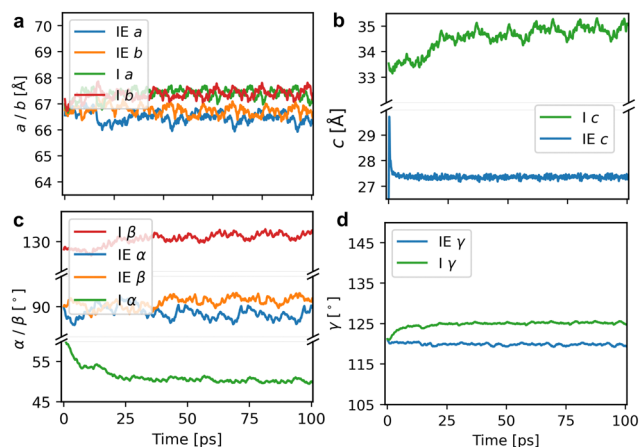 a
a / b [Å]
70
69
68
67
66
65
64
IE a
IE b
I a
I b
b
c [Å]
35
34
33
29
28
27
I c
IE c
c
α / β [°]
130
90
55
45
I β
IE α
IE β
I α
0
25
50
75
100
Time [ps]
d
γ [°]
145
135
125
115
105
IE γ
I γ
0
25
50
75
100
Time [ps]